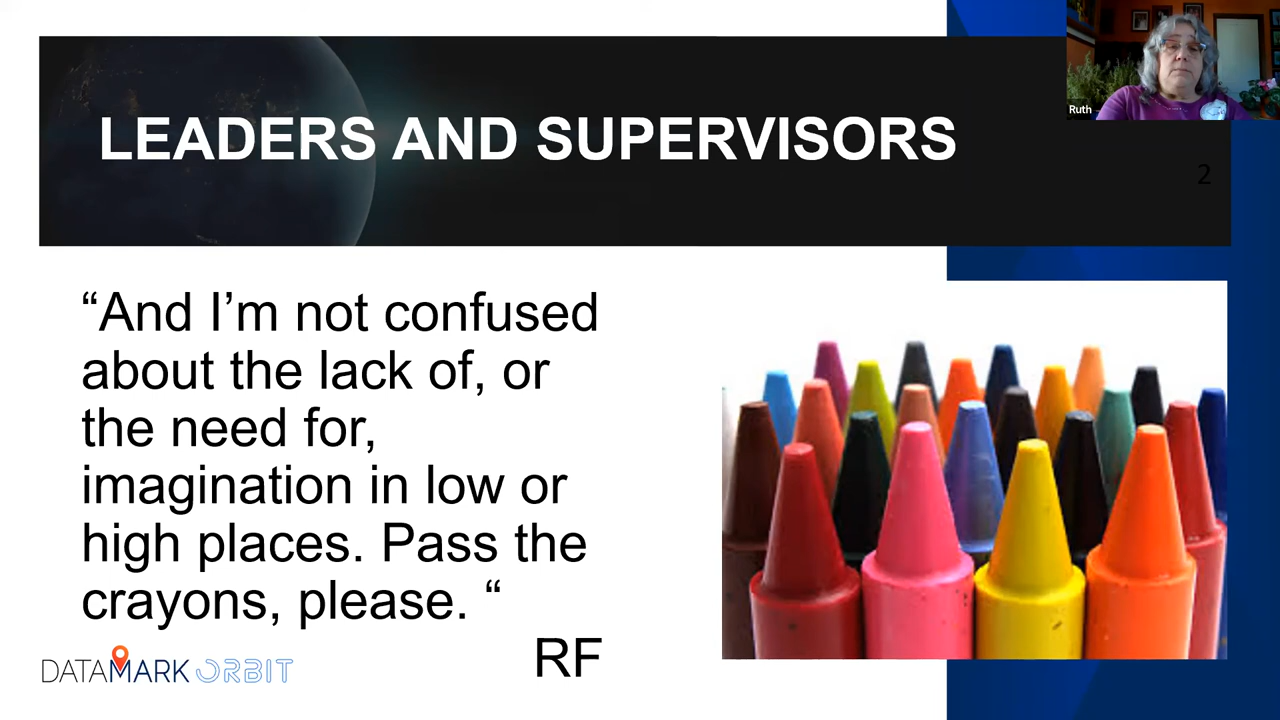 LEADERS AND SUPERVISORS
Ruth
2
“And I’m not confused
about the lack of, or
the need for,
imagination in low or
high places. Pass the
crayons, please. “
RF
DATAMARK ORBIT